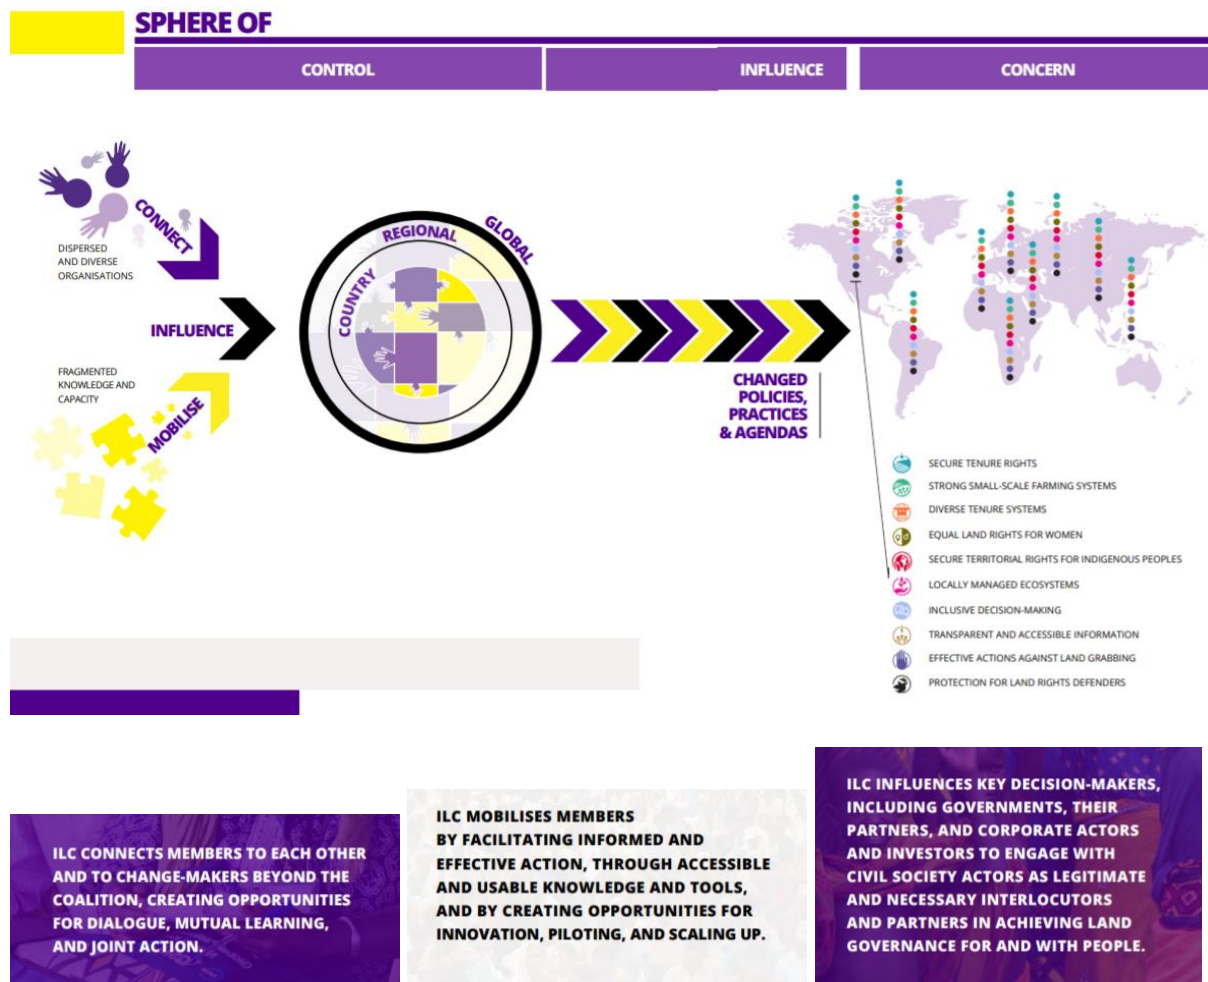 SPHERE OF
CONTROL
INFLUENCE
CONCERN
CONNECT
DISPERSED
AND DIVERSE
ORGANISATIONS
INFLUENCE
FRAGMENTED
KNOWLEDGE AND
CAPACITY
MOBILISE
COUNTRY
REGIONAL
GLOBAL
CHANGED
POLICIES,
PRACTICES
& AGENDAS
SECURE TENURE RIGHTS
STRONG SMALL-SCALE FARMING SYSTEMS
DIVERSE TENURE SYSTEMS
EQUAL LAND RIGHTS FOR WOMEN
SECURE TERRITORIAL RIGHTS FOR INDIGENOUS PEOPLES
LOCALLY MANAGED ECOSYSTEMS
INCLUSIVE DECISION-MAKING
TRANSPARENT AND ACCESSIBLE INFORMATION
EFFECTIVE ACTIONS AGAINST LAND GRABBING
PROTECTION FOR LAND RIGHTS DEFENDERS
ILC CONNECTS MEMBERS TO EACH OTHER
AND TO CHANGE-MAKERS BEYOND THE
COALITION, CREATING OPPORTUNITIES
FOR DIALOGUE, MUTUAL LEARNING,
AND JOINT ACTION.
ILC MOBILISES MEMBERS
BY FACILITATING INFORMED AND
EFFECTIVE ACTION, THROUGH ACCESSIBLE
AND USABLE KNOWLEDGE AND TOOLS,
AND BY CREATING OPPORTUNITIES FOR
INNOVATION, PILOTING, AND SCALING UP.
ILC INFLUENCES KEY DECISION-MAKERS,
INCLUDING GOVERNMENTS, THEIR
PARTNERS, AND CORPORATE ACTORS
AND INVESTORS TO ENGAGE WITH
CIVIL SOCIETY ACTORS AS LEGITIMATE
AND NECESSARY INTERLOCUTORS
AND PARTNERS IN ACHIEVING LAND
GOVERNANCE FOR AND WITH PEOPLE.